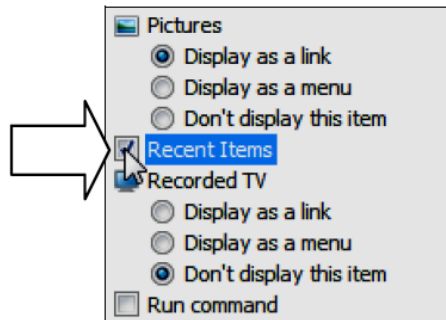 Pictures
Display as a link
Display as a menu
Don't display this item
Recent Items
Recorded TV
Display as a link
Display as a menu
Don't display this item
Run command